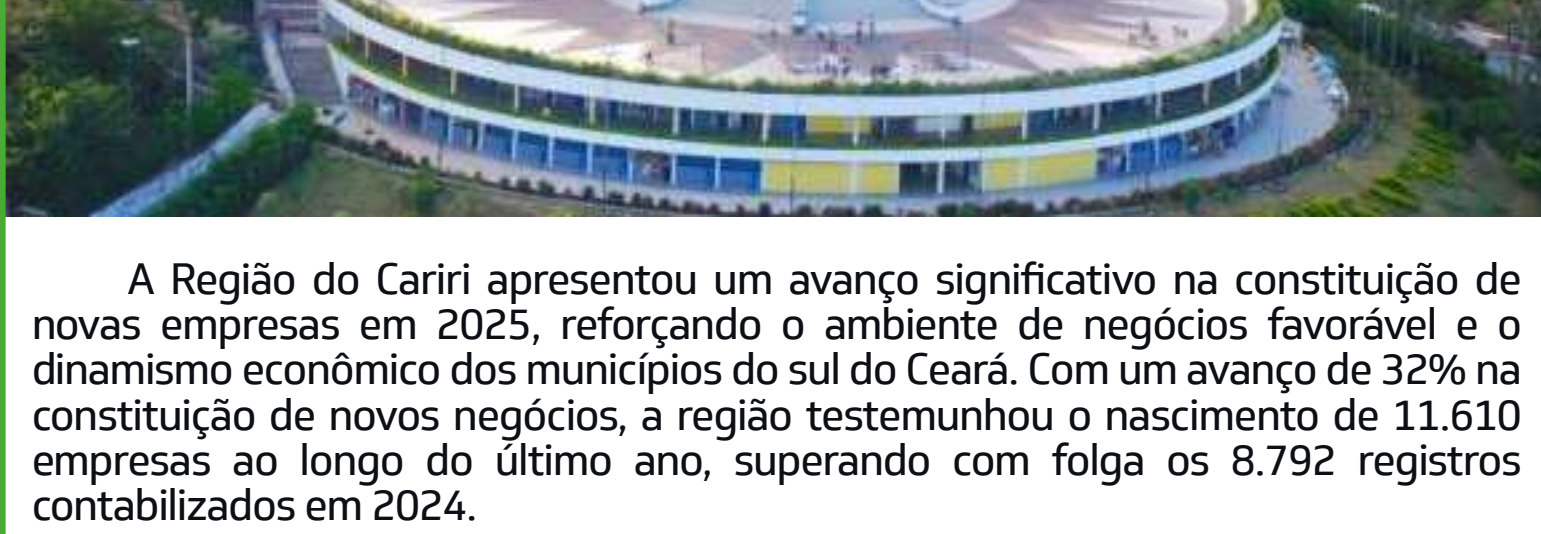 A Região do Cariri apresentou um avanço significativo na constituição de
novas empresas em 2025, reforçando o ambiente de negócios favorável e o
dinamismo econômico dos municípios do sul do Ceará. Com um avanço de 32% na
constituição de novos negócios, a região testemunhou o nascimento de 11.610
empresas ao longo do último ano, superando com folga os 8.792 registros
contabilizados em 2024.